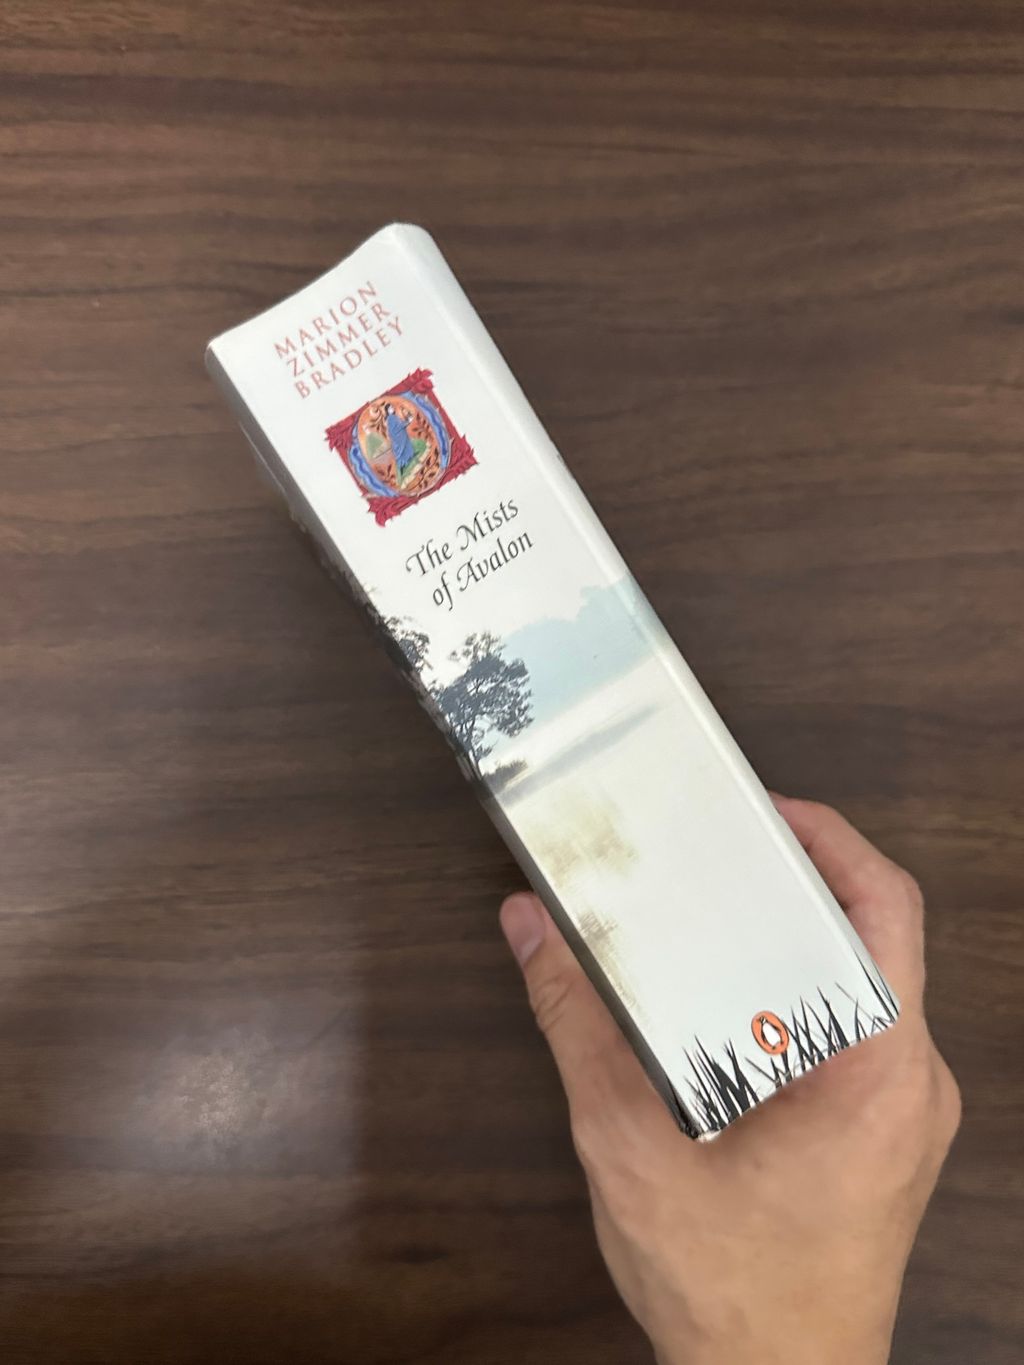 MARION
ZIMMER
BRADLEY
The Mists
of Avalon